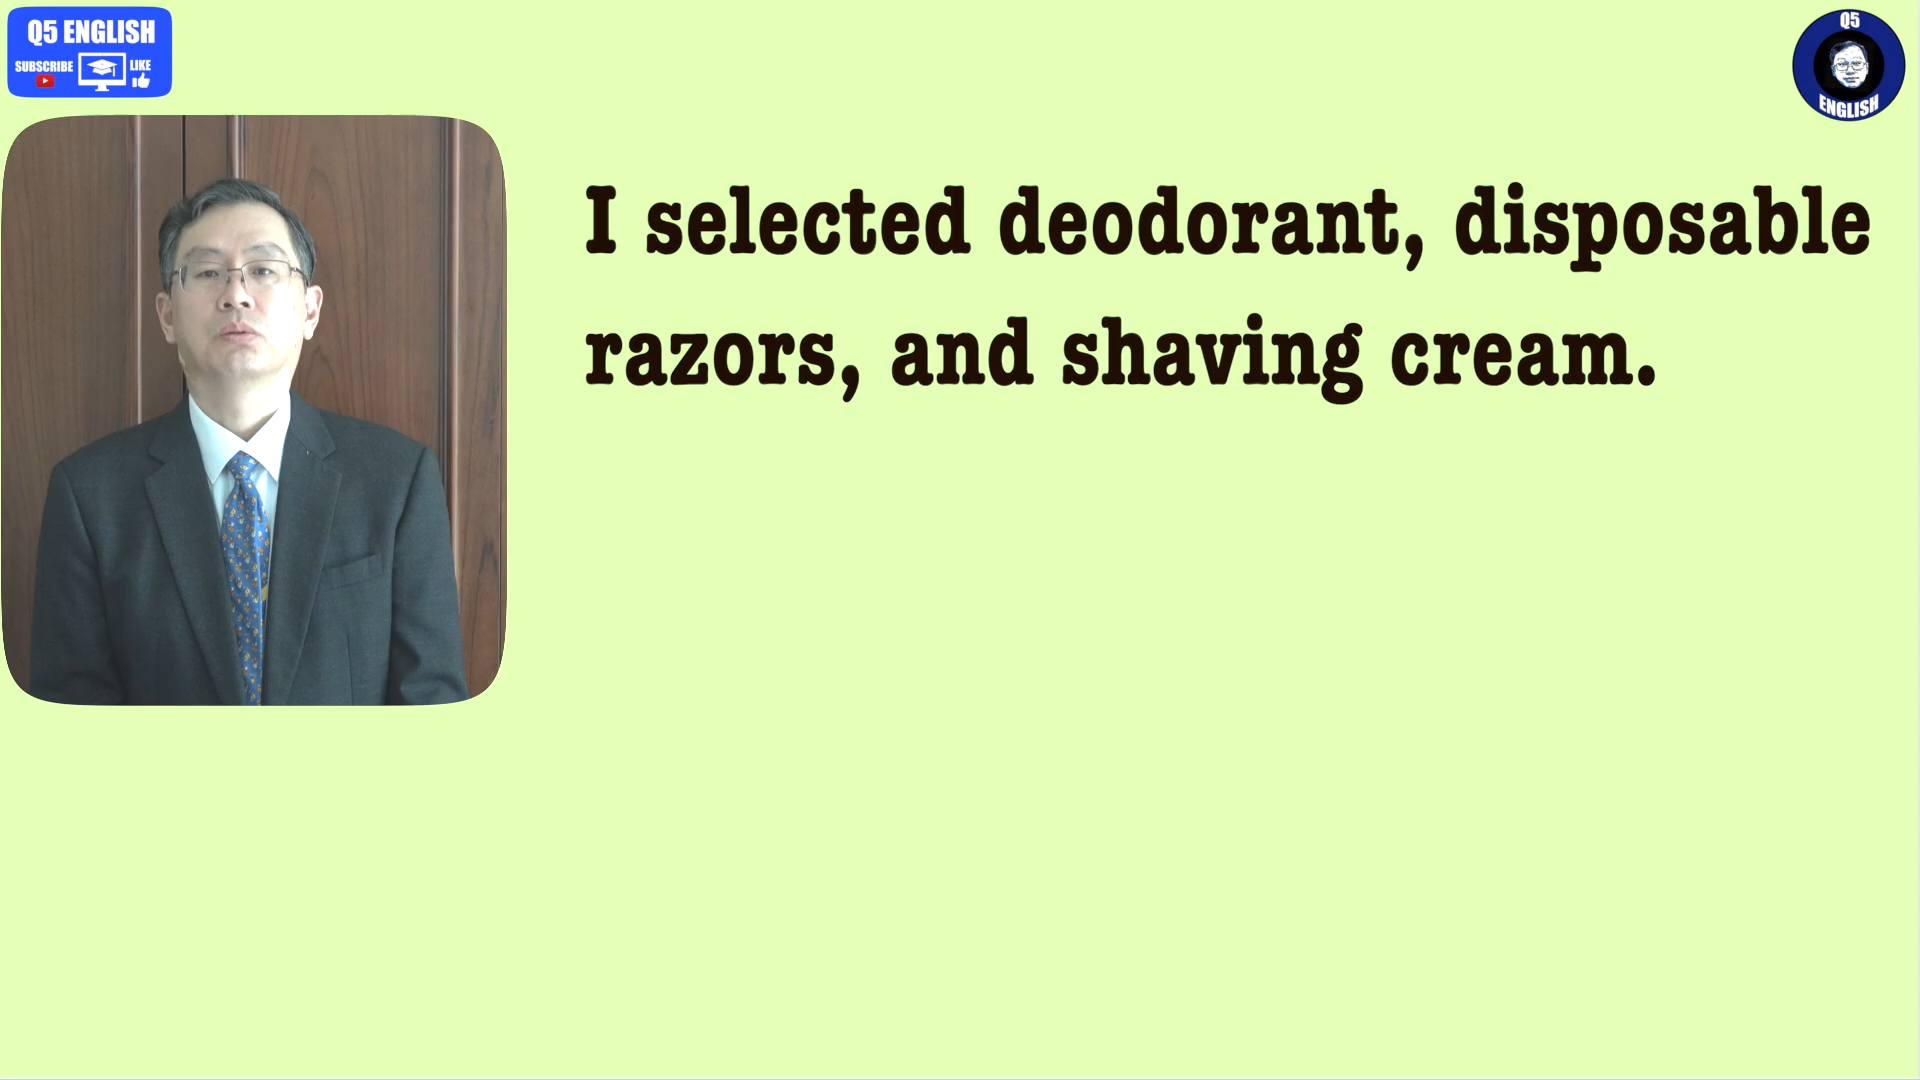 Q5 ENGLISH
SUBSCRIBE
LIKE
Q5
ENGLISH
I selected deodorant, disposable
razors, and shaving cream.